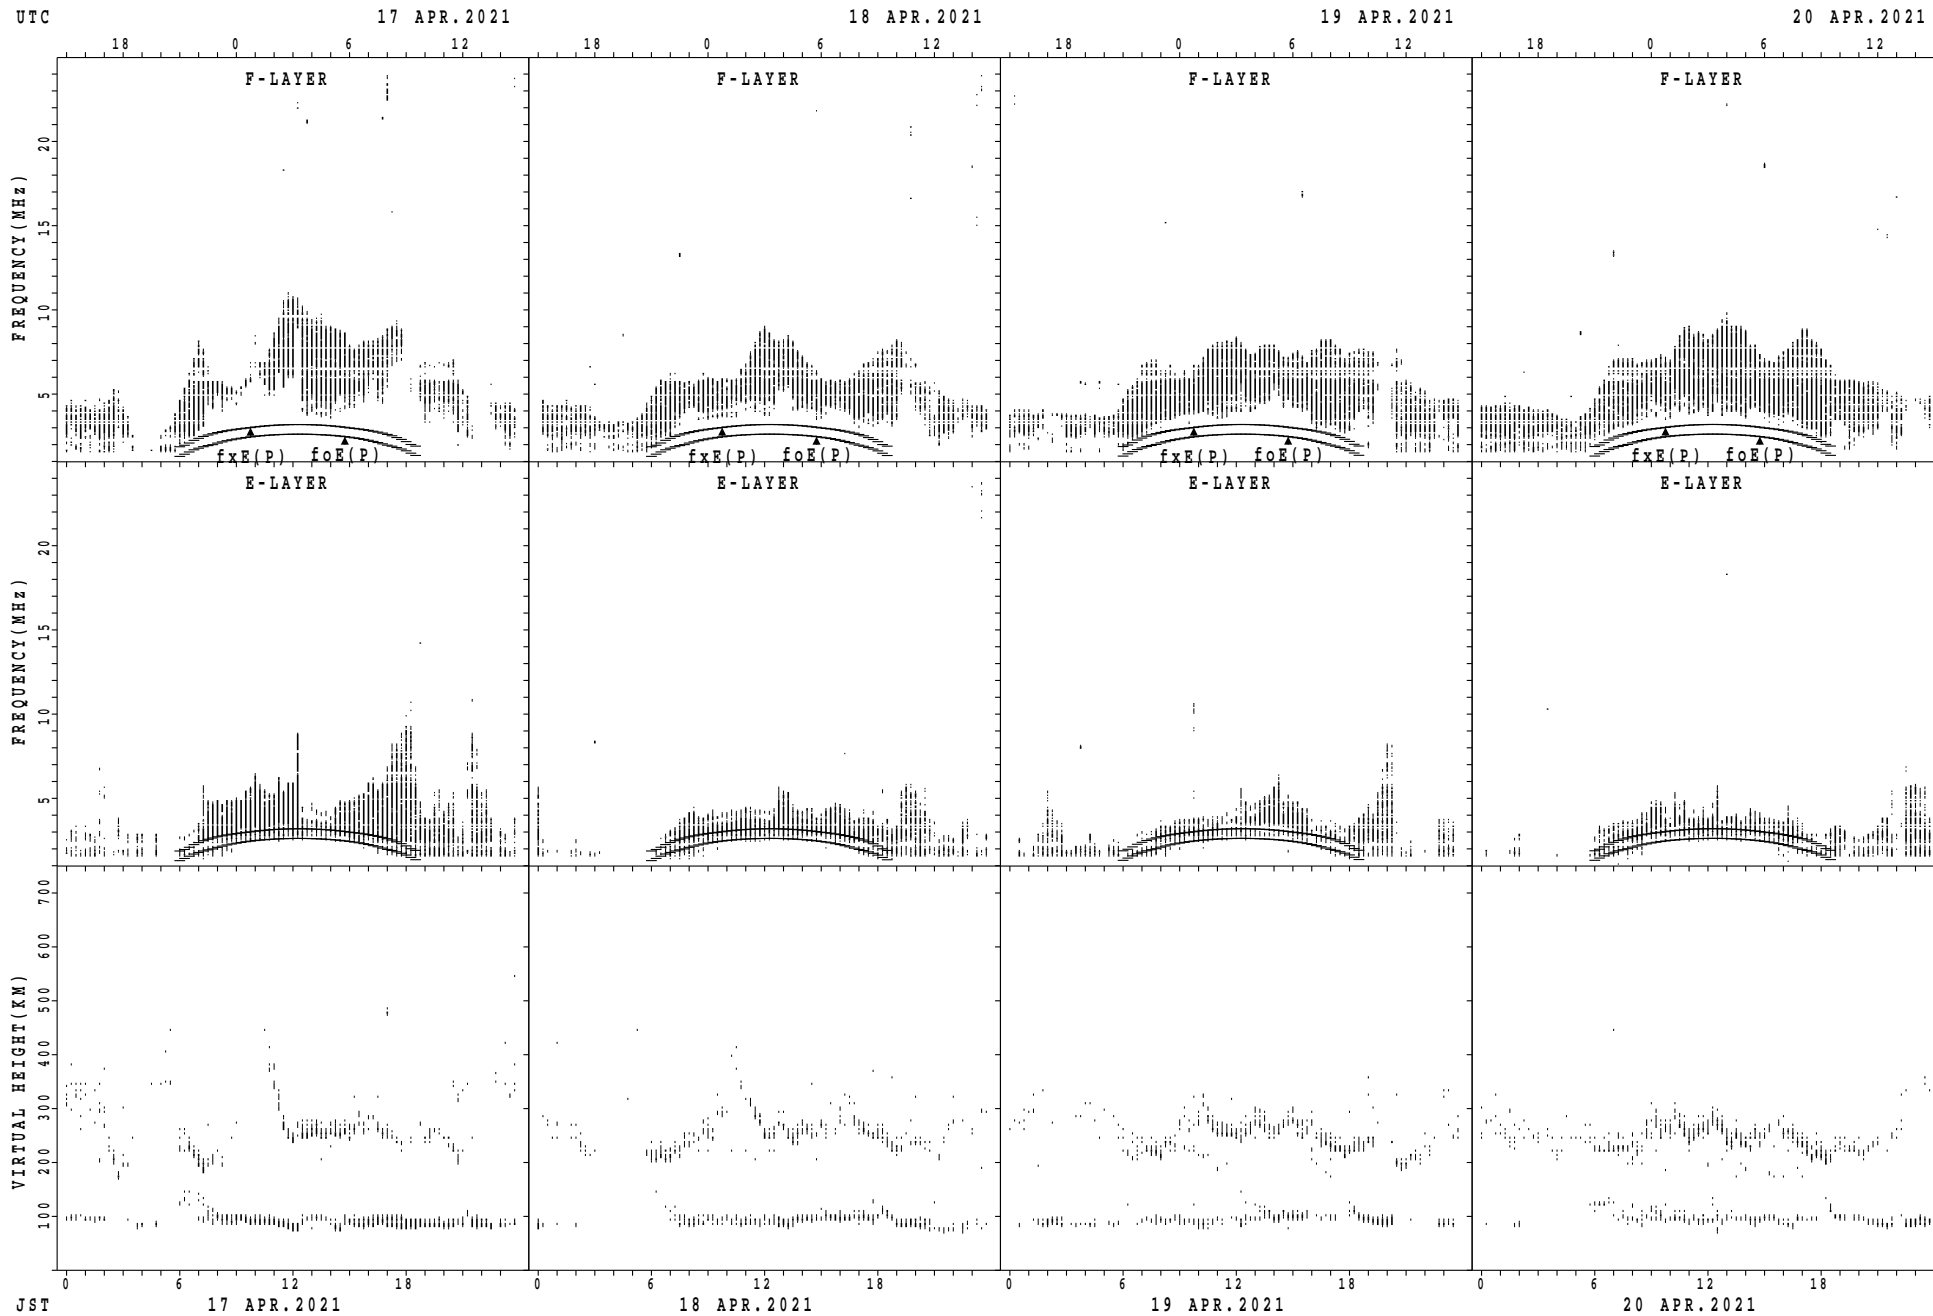 UTC 17 APR.2021 18 APR.2021 19 APR.2021 20 APR.2021
18 0 6 12 18 0 6 12 18 0 6 12 18 0 6 12
F-LAYER F-LAYER F-LAYER F-LAYER
FREQUENCY(MHz)
20
15
10
5
fxE(P) foE(P) fxE(P) foE(P) fxE(P) foE(P) fxE(P) foE(P)
E-LAYER E-LAYER E-LAYER E-LAYER
FREQUENCY(MHz)
20
15
10
5
VIRTUAL HEIGHT(KM)
700
600
500
400
300
200
100
0 6 12 18 0 6 12 18 0 6 12 18 0 6 12 18
JST 17 APR.2021 18 APR.2021 19 APR.2021 20 APR.2021